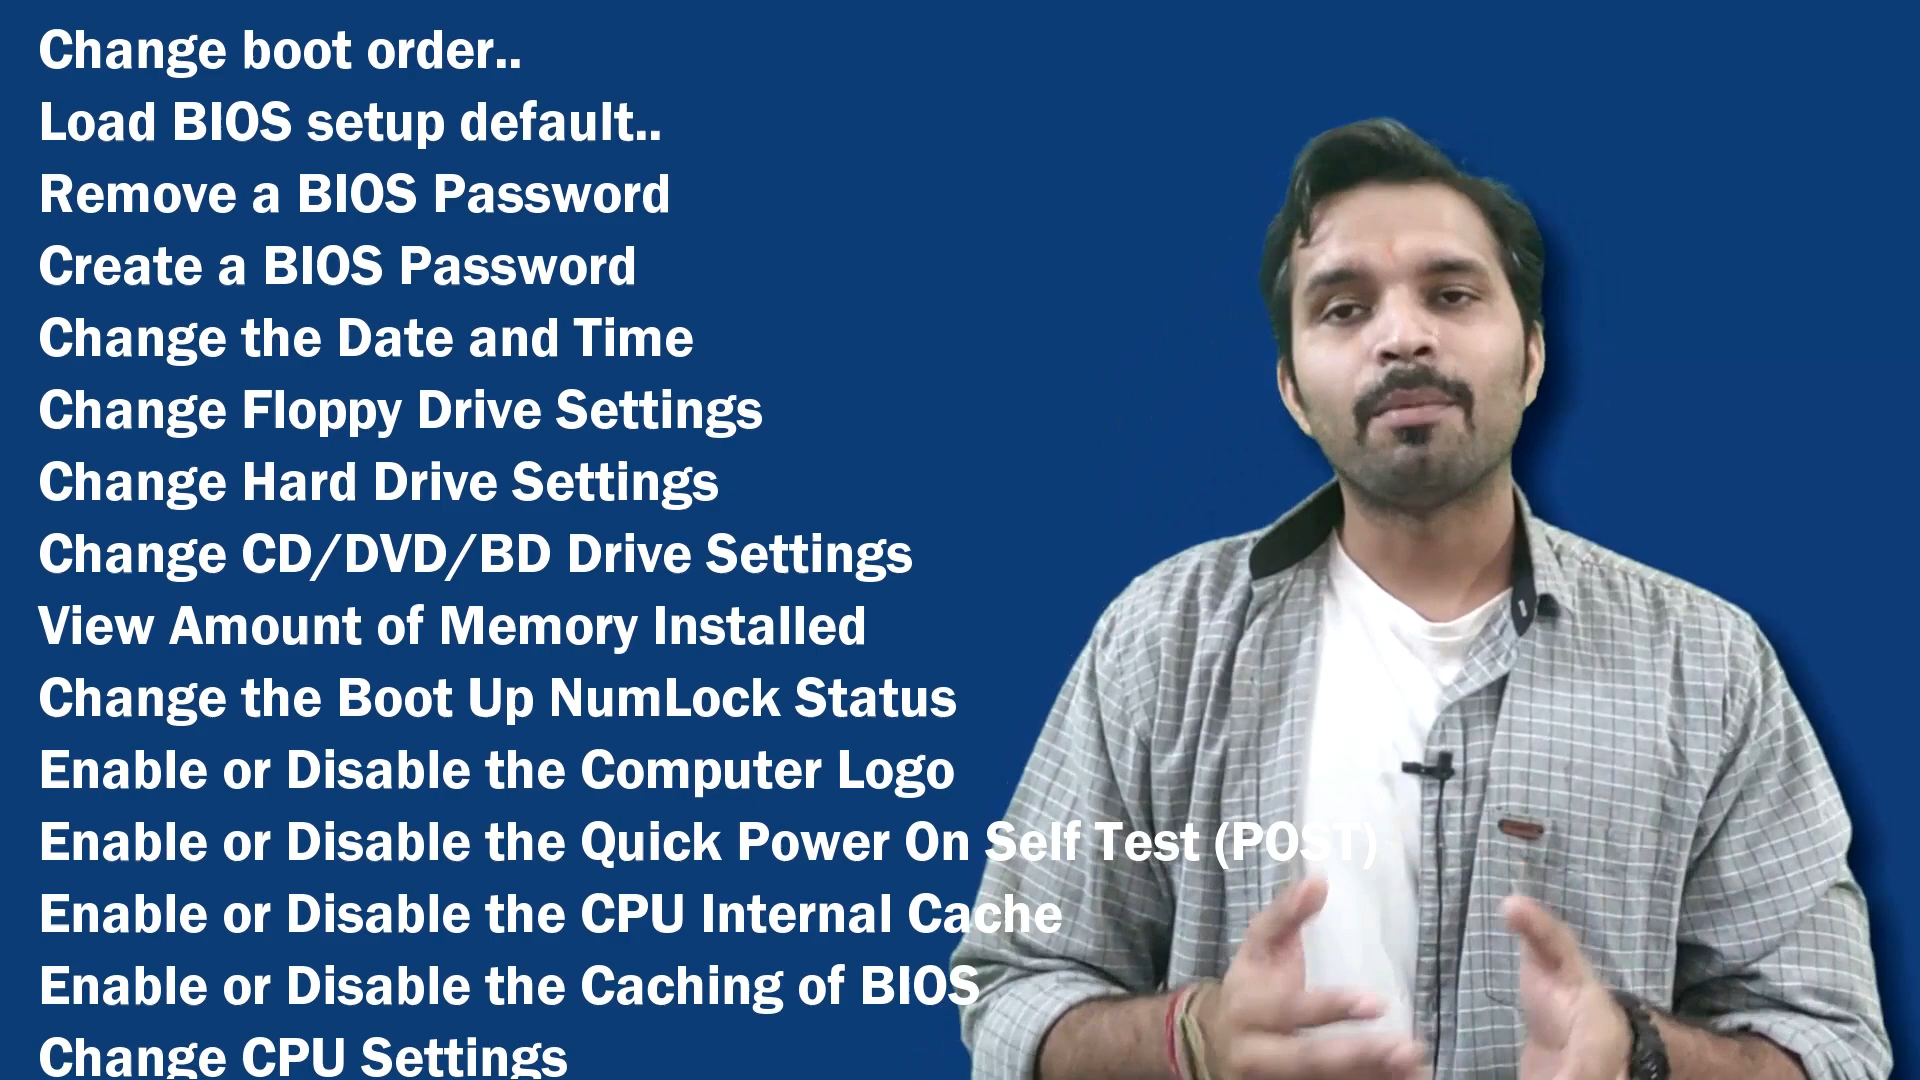 Change boot order..
Load BIOS setup default..
Remove a BIOS Password
Create a BIOS Password
Change the Date and Time
Change Floppy Drive Settings
Change Hard Drive Settings
Change CD/DVD/BD Drive Settings
View Amount of Memory Installed
Change the Boot Up NumLock Status
Enable or Disable the Computer Logo
Enable or Disable the Quick Power On Self Test (POST)
Enable or Disable the CPU Internal Cache
Enable or Disable the Caching of BIOS
Change CPU Settings